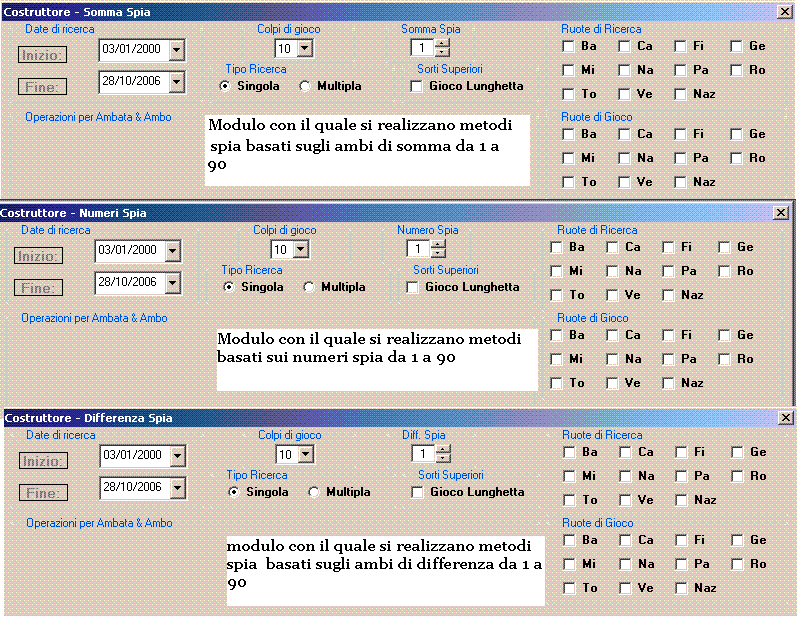 Costruttore - Somma Spia
Date di ricerca Colpi di gioco Somma Spia Ruote di Ricerca
Inizio: 03/01/2000 10 1 Ba Ca Fi Ge
Fine: 28/10/2006 Tipo Ricerca Sorti Superiori Mi Na Pa Ro
Singola Multipla Gioco Lunghetta To Ve Naz
Operazioni per Ambata & Ambo Ruote di Gioco
Modulo con il quale si realizzano metodi
spia basati sugli ambi di somma da 1 a
90
Ba Ca Fi Ge
Mi Na Pa Ro
To Ve Naz
Costruttore - Numeri Spia
Date di ricerca Colpi di gioco Numero Spia Ruote di Ricerca
Inizio: 03/01/2000 10 1 Ba Ca Fi Ge
Fine: 28/10/2006 Tipo Ricerca Sorti Superiori Mi Na Pa Ro
Singola Multipla Gioco Lunghetta To Ve Naz
Operazioni per Ambata & Ambo Ruote di Gioco
Modulo con il quale si realizzano metodi
basati sui numeri spia da 1 a 90
Ba Ca Fi Ge
Mi Na Pa Ro
To Ve Naz
Costruttore - Differenza Spia
Date di ricerca Colpi di gioco Diff. Spia Ruote di Ricerca
Inizio: 03/01/2000 10 1 Ba Ca Fi Ge
Fine: 28/10/2006 Tipo Ricerca Sorti Superiori Mi Na Pa Ro
Singola Multipla Gioco Lunghetta To Ve Naz
Operazioni per Ambata & Ambo Ruote di Gioco
modulo con il quale si realizzano metodi
spia basati sugli ambi di differenza da 1 a
90
Ba Ca Fi Ge
Mi Na Pa Ro
To Ve Naz